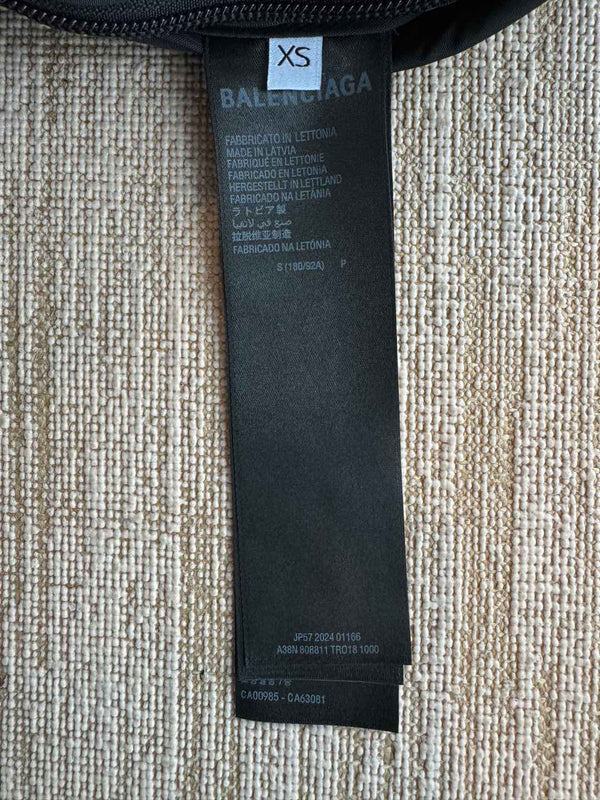 XS
BALENCIAGA
FABBRICATO IN LETTONIA
MADE IN LATVIA
FABRIQUÉ EN LETTONIE
FABRICADO EN LETONIA
HERGESTELLT IN LETTLAND
FABRICADO NA LETÂNIA
ラトビア製
صنع في لاتفيا
拉脱维亚制造
FABRICADO NA LETÓNIA
S (180/92A) P
JP57 2024 01166
A38N 808811 TRO18 1000
CA00985 - CA63081